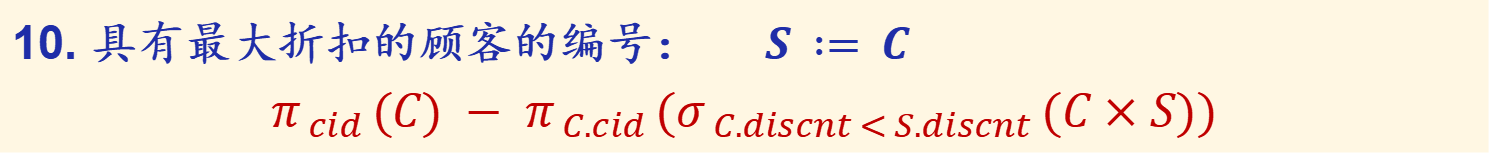 10. 具有最大折扣的顾客的编号： S := C
π cid (C) − π C.cid (σ C.discnt < S.discnt (C × S))